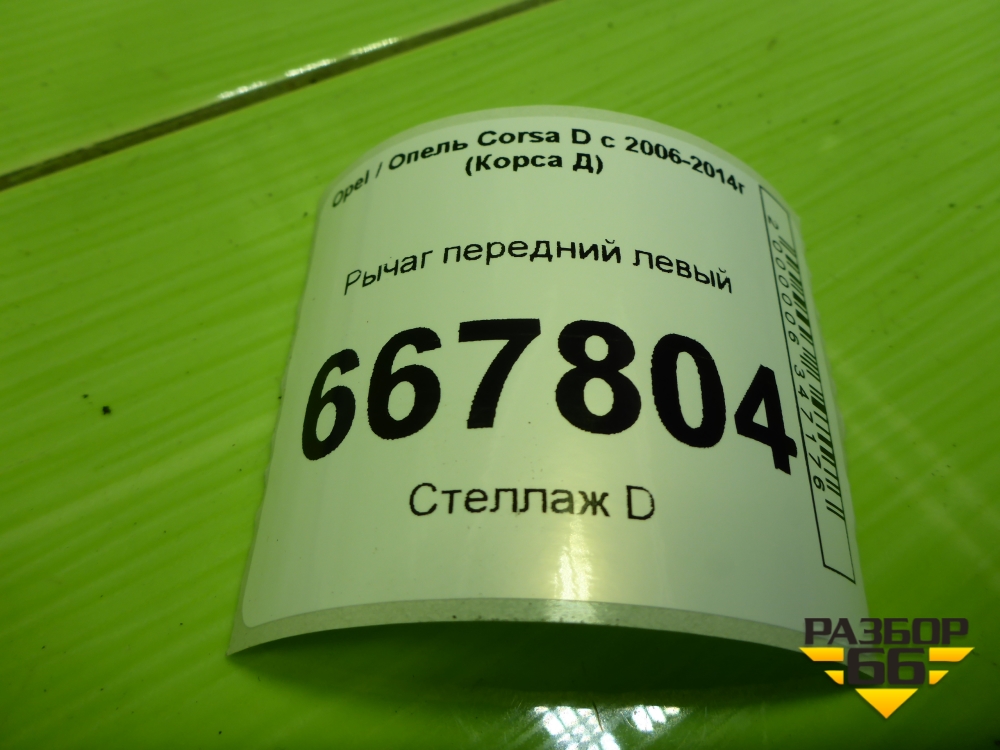 Opel / Опель Corsa D с 2006-2014г
(Корса Д)
Рычаг передний левый
667804
Стеллаж D
2000006347176
РАЗБОР
66